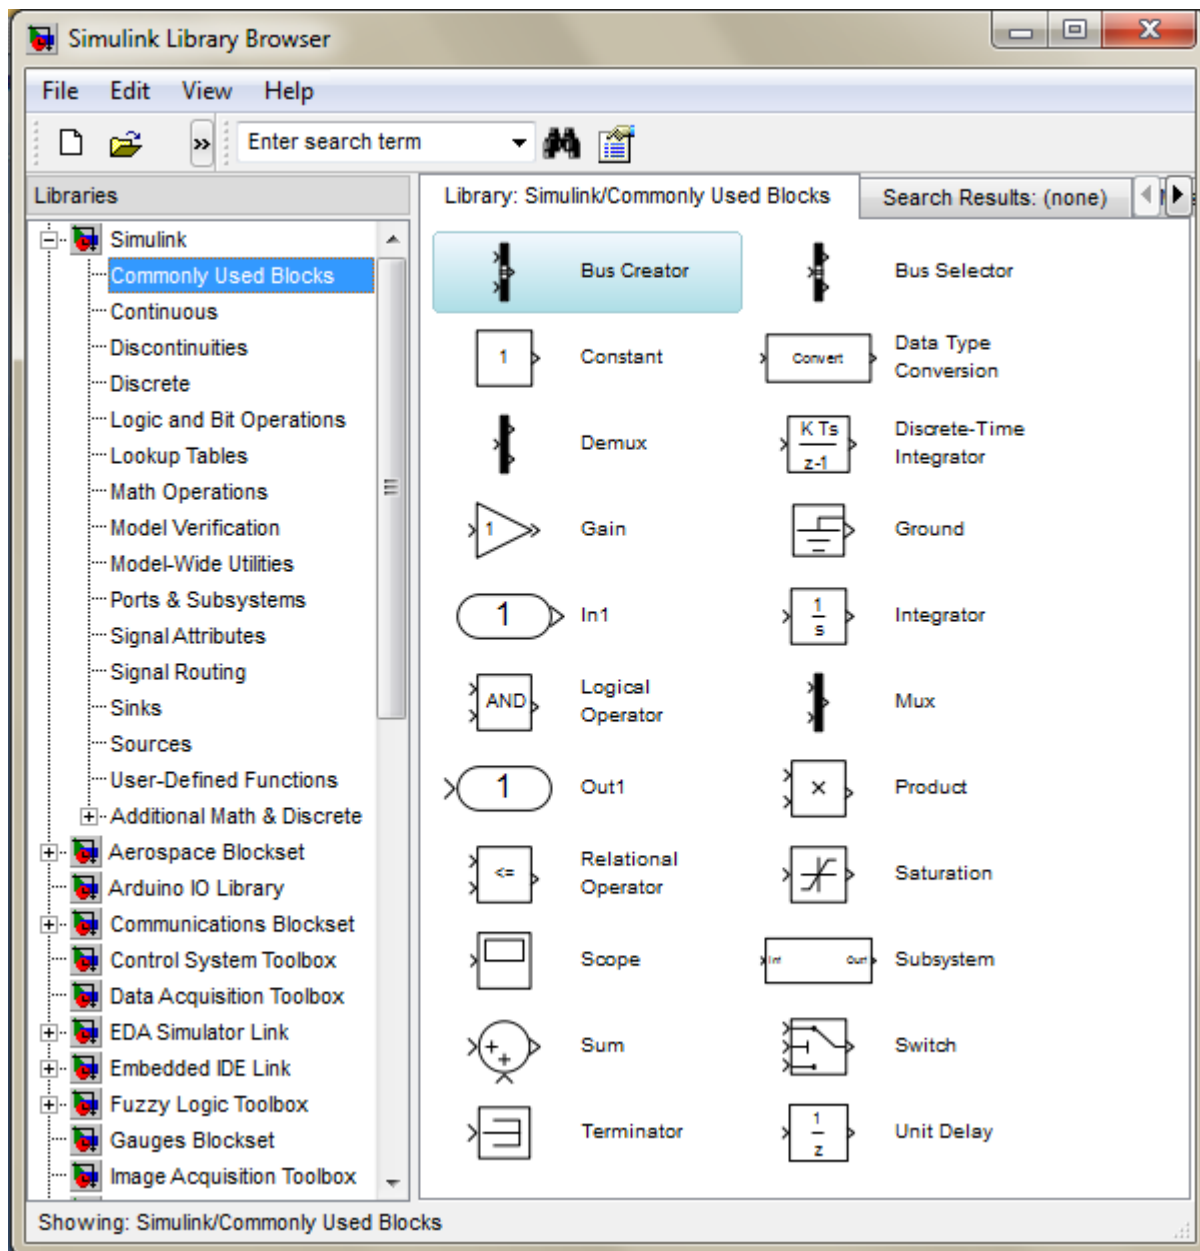 Simulink Library Browser
File Edit View Help
Enter search term
Libraries
Simulink
Commonly Used Blocks
Continuous
Discontinuities
Discrete
Logic and Bit Operations
Lookup Tables
Math Operations
Model Verification
Model-Wide Utilities
Ports & Subsystems
Signal Attributes
Signal Routing
Sinks
Sources
User-Defined Functions
Additional Math & Discrete
Aerospace Blockset
Arduino IO Library
Communications Blockset
Control System Toolbox
Data Acquisition Toolbox
EDA Simulator Link
Embedded IDE Link
Fuzzy Logic Toolbox
Gauges Blockset
Image Acquisition Toolbox
Library: Simulink/Commonly Used Blocks
Search Results: (none)
Bus Creator
Bus Selector
1
Constant
Convert
Data Type
Conversion
Demux
K Ts
z-1
Discrete-Time
Integrator
1
Gain
Ground
1
In1
1
s
Integrator
AND
Logical
Operator
Mux
1
Out1
×
Product
<=
Relational
Operator
Saturation
Scope
In1 Out1
Subsystem
+
+
Sum
Switch
Terminator
1
z
Unit Delay
Showing: Simulink/Commonly Used Blocks